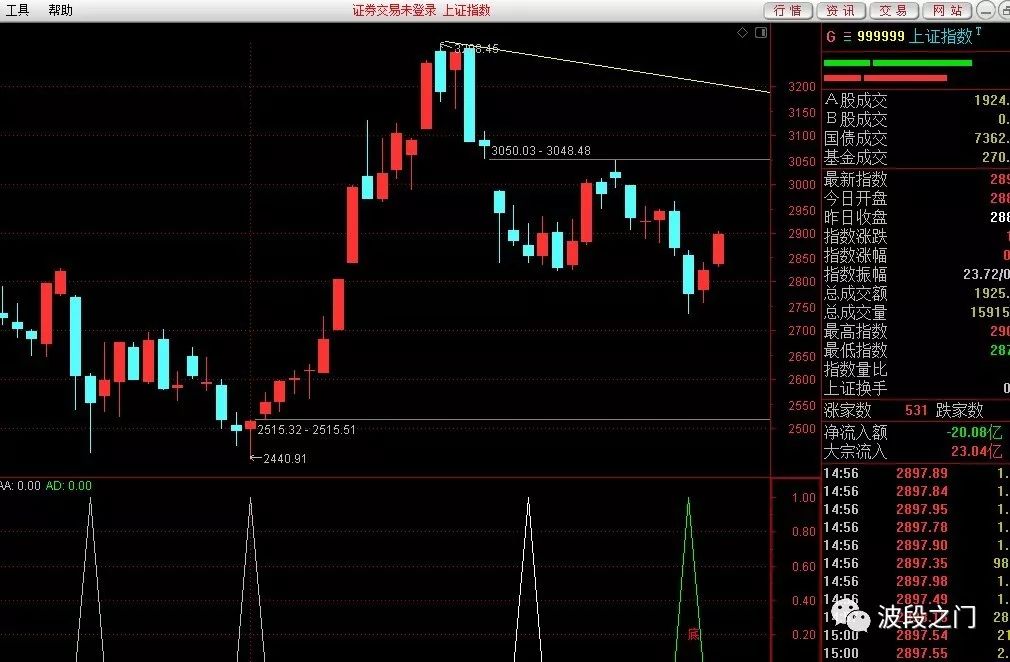 工具 帮助 证券交易未登录 上证指数 行情 资讯 交易 网站
G 三 999999 上证指数 T
3288.45
3200
3150
3100
3050
3000
2950
2900
2850
2800
2750
2700
2650
2600
2550
2500
3050.03 - 3048.48
2515.32 - 2515.51
←2440.91
AA: 0.00 AD: 0.00
1.00
0.80
0.60
0.40
0.20
底
A股成交 1924.
B股成交 0.
国债成交 7362.
基金成交 270.
最新指数 289
今日开盘 288
昨日收盘 288
指数涨跌 1
指数涨幅 0
指数振幅 23.72/0
总成交额 1925.
总成交量 15915
最高指数 290
最低指数 287
指数量比
上证换手 0
涨家数 531 跌家数
净流入额 -20.08亿
大宗流入 23.04亿
14:56 2897.89 1.
14:56 2897.84 1.
14:56 2897.95 1.
14:56 2897.78 1.
14:56 2897.90 1.
14:56 2897.35 98
14:56 2897.98 1.
14:56 2897.49 1.
28
15:00 2897.54 21
15:00 2897.55 2.
波段之门